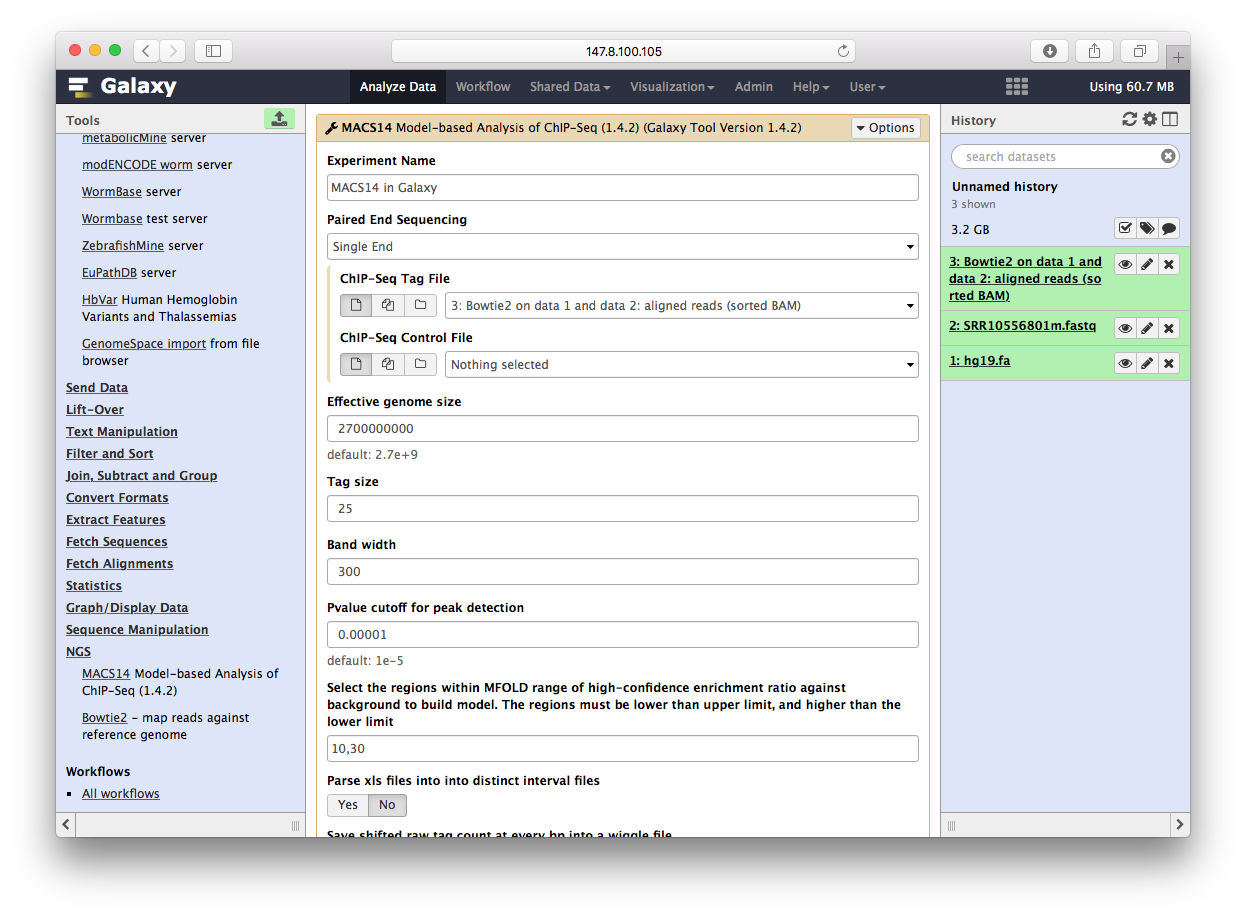 147.8.100.105
Galaxy
Analyze Data
Workflow
Shared Data
Visualization
Admin
Help
User
Using 60.7 MB
Tools
metabolicMine server
modENCODE worm server
WormBase server
Wormbase test server
ZebrafishMine server
EuPathDB server
HbVar Human Hemoglobin
Variants and Thalassemias
GenomeSpace import from file
browser
Send Data
Lift-Over
Text Manipulation
Filter and Sort
Join, Subtract and Group
Convert Formats
Extract Features
Fetch Sequences
Fetch Alignments
Statistics
Graph/Display Data
Sequence Manipulation
NGS
MACS14 Model-based Analysis of
ChIP-Seq (1.4.2)
Bowtie2 - map reads against
reference genome
Workflows
All workflows
MACS14 Model-based Analysis of ChIP-Seq (1.4.2) (Galaxy Tool Version 1.4.2)
Options
Experiment Name
MACS14 in Galaxy
Paired End Sequencing
Single End
ChIP-Seq Tag File
3: Bowtie2 on data 1 and data 2: aligned reads (sorted BAM)
ChIP-Seq Control File
Nothing selected
Effective genome size
2700000000
default: 2.7e+9
Tag size
25
Band width
300
Pvalue cutoff for peak detection
0.00001
default: 1e-5
Select the regions within MFOLD range of high-confidence enrichment ratio against
background to build model. The regions must be lower than upper limit, and higher than the
lower limit
10,30
Parse xls files into into distinct interval files
Yes
No
Save shifted raw tag count at every bp into a wiggle file
History
search datasets
Unnamed history
3 shown
3.2 GB
3: Bowtie2 on data 1 and
data 2: aligned reads (so
rted BAM)
2: SRR10556801m.fastq
1: hg19.fa